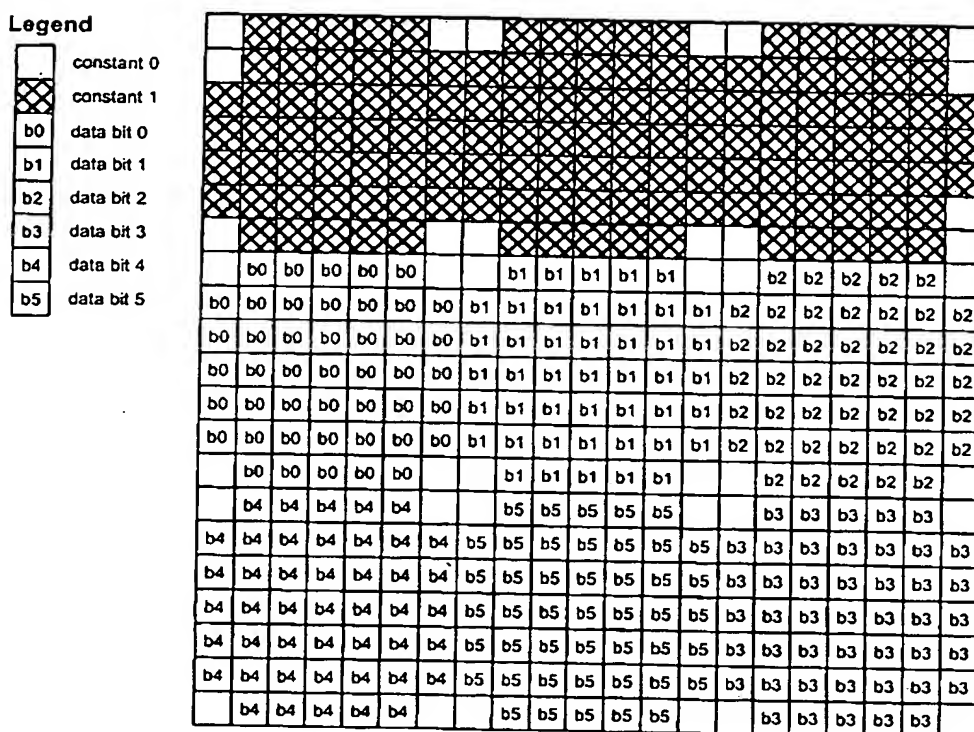 Legend
constant 0
constant 1
b0 data bit 0
b1 data bit 1
b2 data bit 2
b3 data bit 3
b4 data bit 4
b5 data bit 5
b0 b0 b0 b0 b0 b1 b1 b1 b1 b1 b2 b2 b2 b2 b2
b0 b0 b0 b0 b0 b0 b0 b1 b1 b1 b1 b1 b1 b1 b2 b2 b2 b2 b2 b2 b2
b0 b0 b0 b0 b0 b0 b0 b1 b1 b1 b1 b1 b1 b1 b2 b2 b2 b2 b2 b2 b2
b0 b0 b0 b0 b0 b0 b0 b1 b1 b1 b1 b1 b1 b1 b2 b2 b2 b2 b2 b2 b2
b0 b0 b0 b0 b0 b0 b0 b1 b1 b1 b1 b1 b1 b1 b2 b2 b2 b2 b2 b2 b2
b0 b0 b0 b0 b0 b0 b0 b1 b1 b1 b1 b1 b1 b1 b2 b2 b2 b2 b2 b2 b2
b0 b0 b0 b0 b0 b1 b1 b1 b1 b1 b2 b2 b2 b2 b2
b4 b4 b4 b4 b4 b5 b5 b5 b5 b5 b3 b3 b3 b3 b3
b4 b4 b4 b4 b4 b4 b4 b5 b5 b5 b5 b5 b5 b5 b3 b3 b3 b3 b3 b3 b3
b4 b4 b4 b4 b4 b4 b4 b5 b5 b5 b5 b5 b5 b5 b3 b3 b3 b3 b3 b3 b3
b4 b4 b4 b4 b4 b4 b4 b5 b5 b5 b5 b5 b5 b5 b3 b3 b3 b3 b3 b3 b3
b4 b4 b4 b4 b4 b4 b4 b5 b5 b5 b5 b5 b5 b5 b3 b3 b3 b3 b3 b3 b3
b4 b4 b4 b4 b4 b4 b4 b5 b5 b5 b5 b5 b5 b5 b3 b3 b3 b3 b3 b3 b3
b4 b4 b4 b4 b4 b5 b5 b5 b5 b5 b3 b3 b3 b3 b3